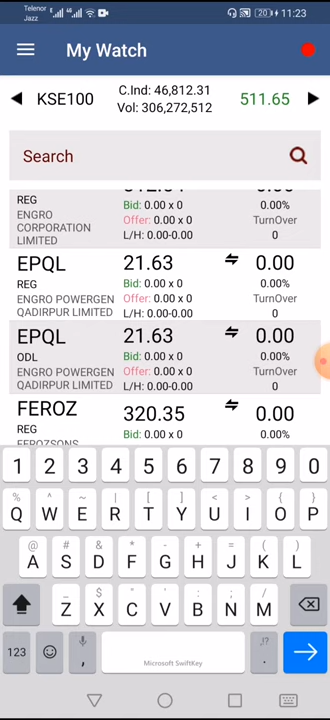 Telenor
Jazz
20
11:23
My Watch
KSE100
C.Ind: 46,812.31
Vol: 306,272,512
511.65
Search
REG
ENGRO
CORPORATION
LIMITED
Bid: 0.00 x 0
Offer: 0.00 x 0
L/H: 0.00-0.00
0.00%
TurnOver
0
EPQL
REG
ENGRO POWERGEN
QADIRPUR LIMITED
21.63
Bid: 0.00 x 0
Offer: 0.00 x 0
L/H: 0.00-0.00
0.00
0.00%
TurnOver
0
EPQL
ODL
ENGRO POWERGEN
QADIRPUR LIMITED
21.63
Bid: 0.00 x 0
Offer: 0.00 x 0
L/H: 0.00-0.00
0.00
0.00%
TurnOver
0
FEROZ
REG
FEROZSONS
320.35
Bid: 0.00 x 0
0.00
0.00%
1 2 3 4 5 6 7 8 9 0
% ^ ~ | [ ] < > { }
Q W E R T Y U I O P
@ # & * - + = ( )
A S D F G H J K L
_ $ " ' : ; /
Z X C V B N M
123 , Microsoft SwiftKey ,!? .